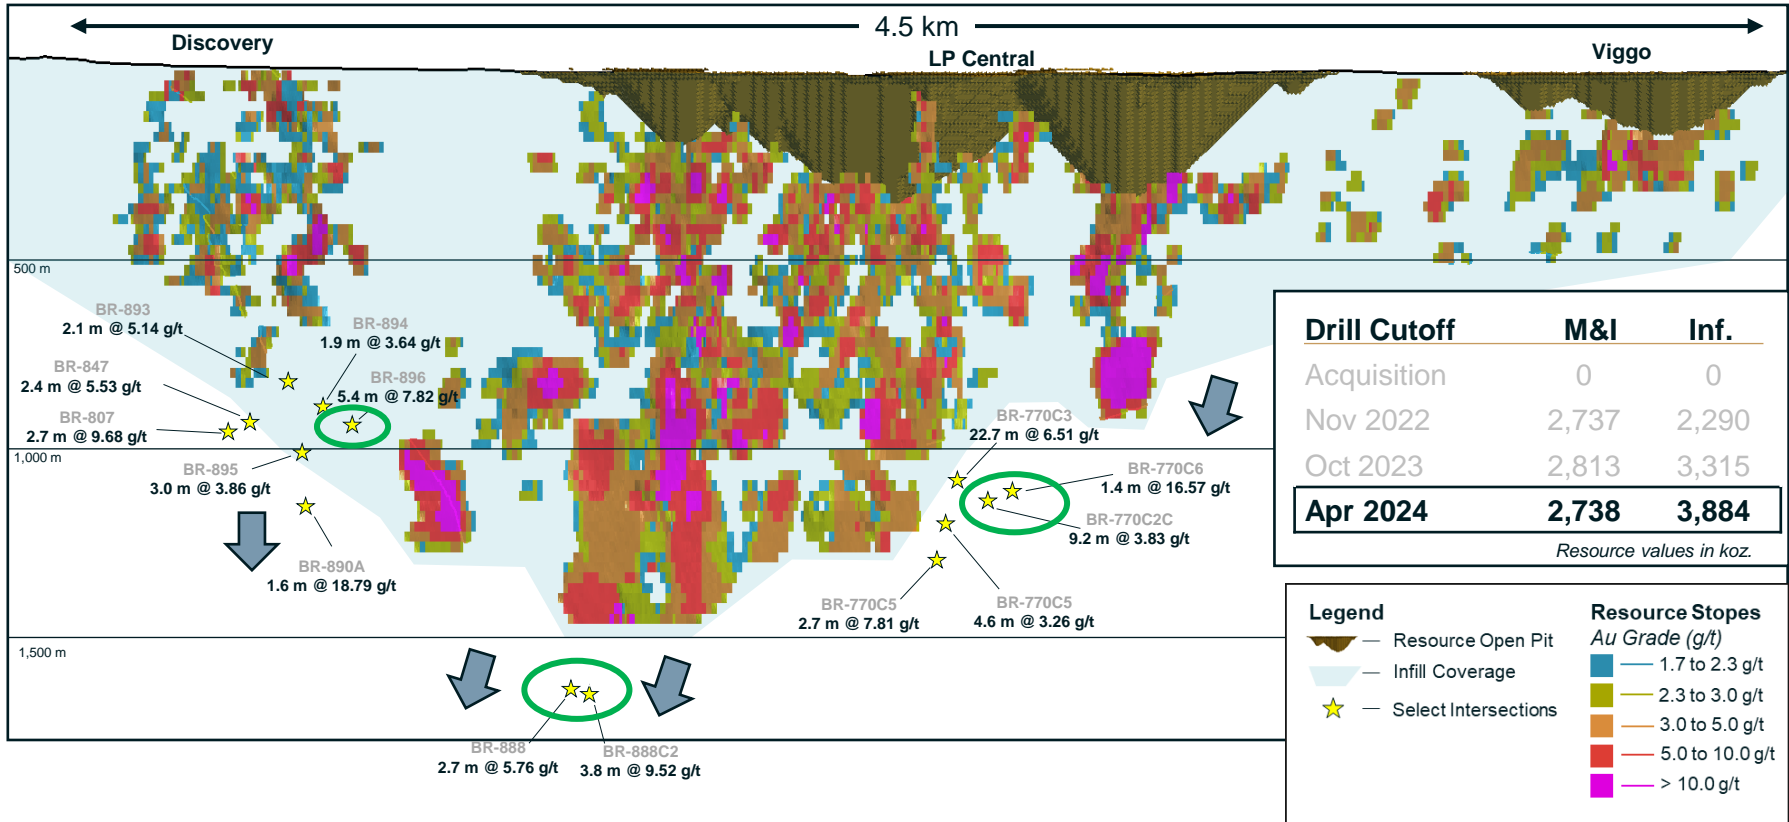 4.5 km
Discovery
LP Central
Viggo
500 m
BR-893
2.1 m @ 5.14 g/t
BR-894
1.9 m @ 3.64 g/t
BR-847
2.4 m @ 5.53 g/t
BR-896
5.4 m @ 7.82 g/t
BR-807
2.7 m @ 9.68 g/t
1,000 m
BR-895
3.0 m @ 3.86 g/t
BR-890A
1.6 m @ 18.79 g/t
BR-770C3
22.7 m @ 6.51 g/t
BR-770C6
1.4 m @ 16.57 g/t
BR-770C2C
9.2 m @ 3.83 g/t
BR-770C5
2.7 m @ 7.81 g/t
BR-770C5
4.6 m @ 3.26 g/t
1,500 m
BR-888
2.7 m @ 5.76 g/t
BR-888C2
3.8 m @ 9.52 g/t
Drill Cutoff M&I Inf.
Acquisition 0 0
Nov 2022 2,737 2,290
Oct 2023 2,813 3,315
Apr 2024 2,738 3,884
Resource values in koz.
Legend
Resource Open Pit
Infill Coverage
Select Intersections
Resource Stopes
Au Grade (g/t)
1.7 to 2.3 g/t
2.3 to 3.0 g/t
3.0 to 5.0 g/t
5.0 to 10.0 g/t
> 10.0 g/t